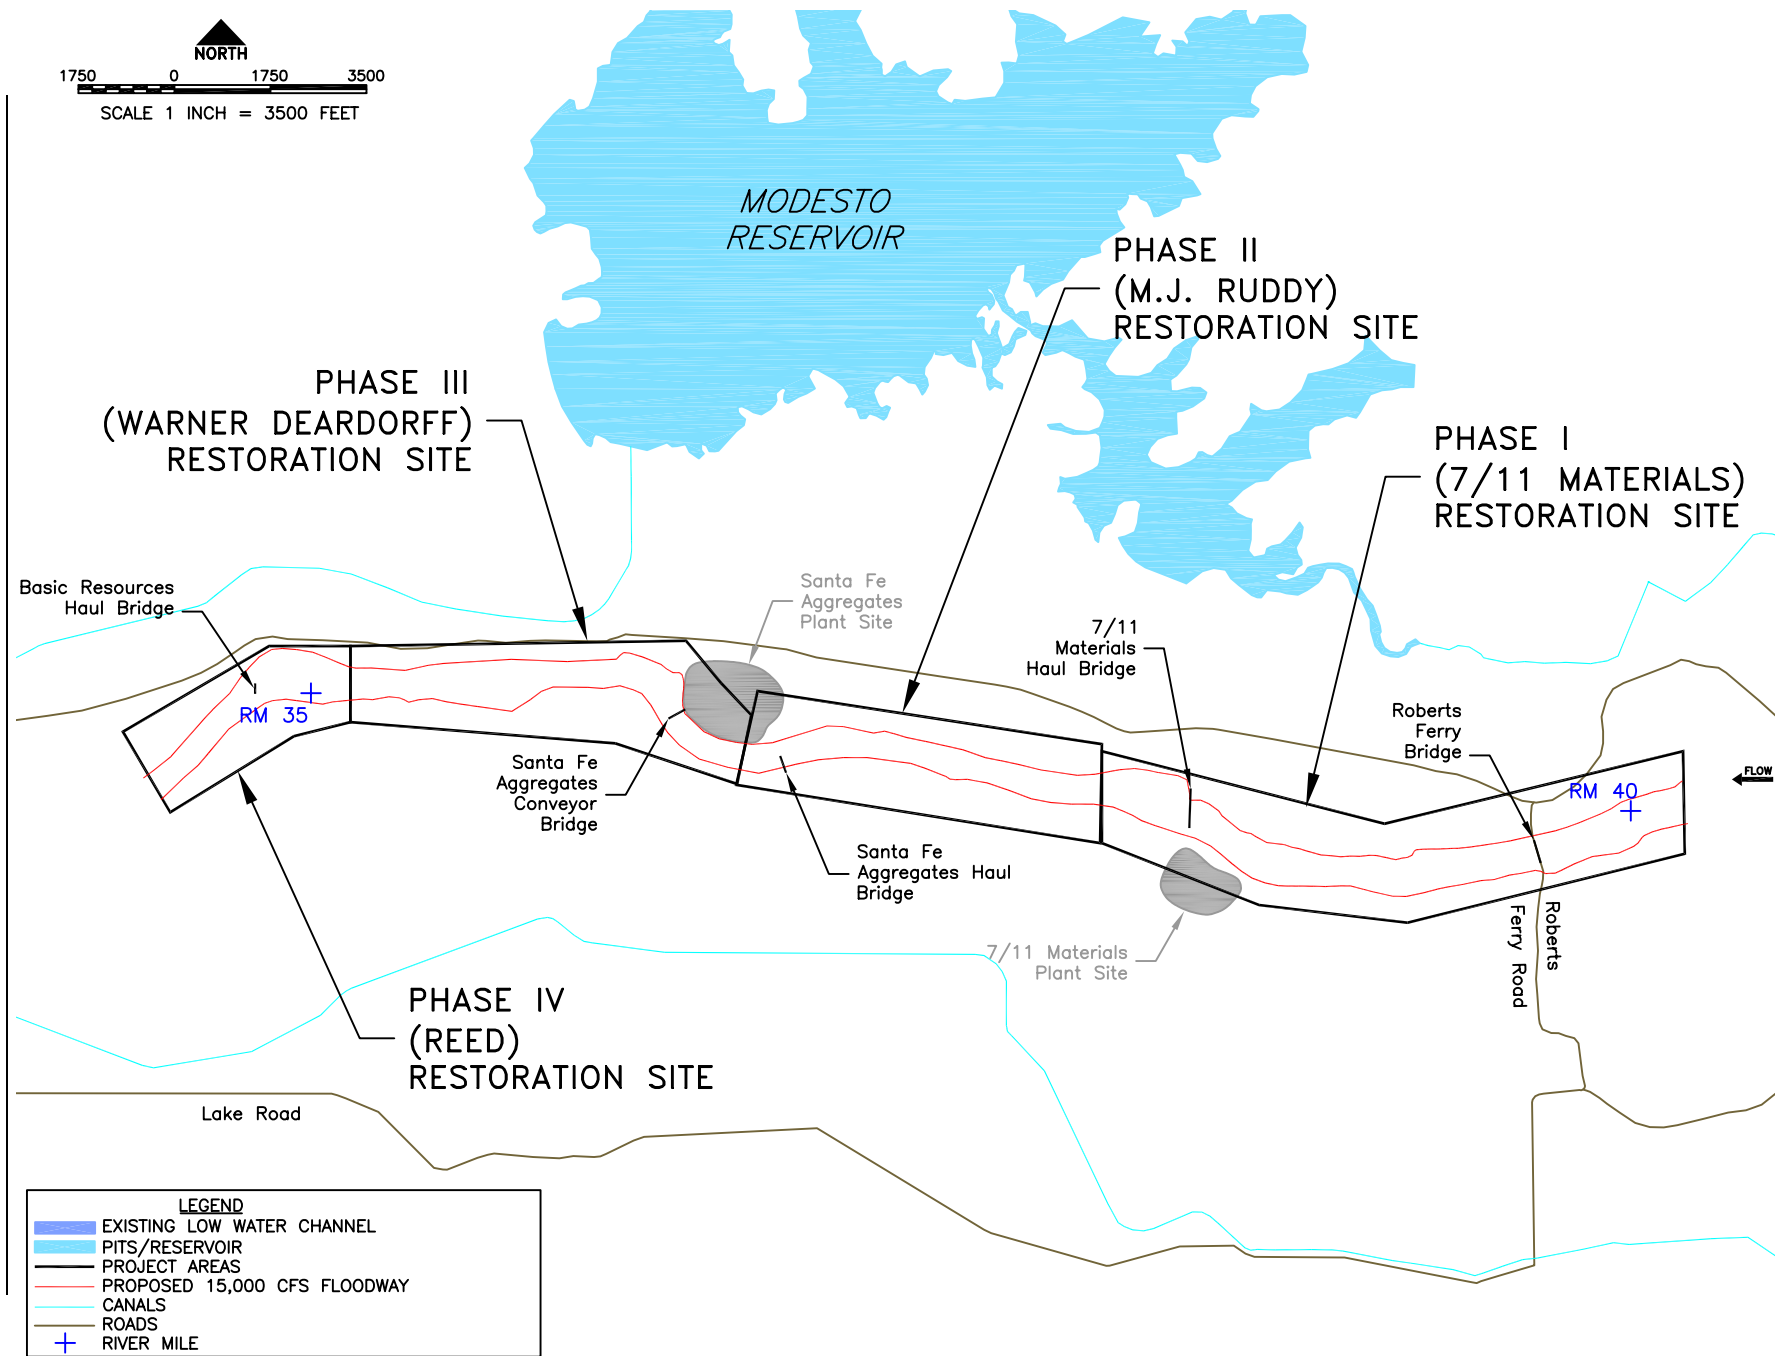 NORTH
1750 0 1750 3500
SCALE 1 INCH = 3500 FEET
MODESTO
RESERVOIR
PHASE II
(M.J. RUDDY)
RESTORATION SITE
PHASE III
(WARNER DEARDORFF)
RESTORATION SITE
PHASE I
(7/11 MATERIALS)
RESTORATION SITE
Basic Resources
Haul Bridge
Santa Fe
Aggregates
Plant Site
7/11
Materials
Haul Bridge
Roberts
Ferry
Bridge
RM 35
RM 40
FLOW
Santa Fe
Aggregates
Conveyor
Bridge
Santa Fe
Aggregates Haul
Bridge
7/11 Materials
Plant Site
Roberts
Ferry Road
PHASE IV
(REED)
RESTORATION SITE
Lake Road
LEGEND
EXISTING LOW WATER CHANNEL
PITS/RESERVOIR
PROJECT AREAS
PROPOSED 15,000 CFS FLOODWAY
CANALS
ROADS
RIVER MILE